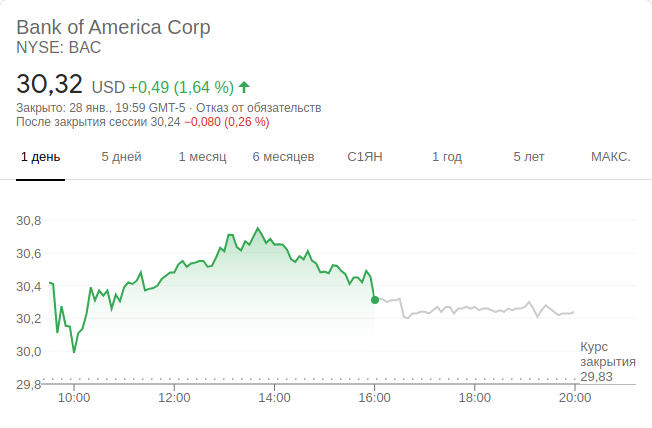 Bank of America Corp
NYSE: BAC
30,32 USD +0,49 (1,64 %)
Закрыто: 28 янв., 19:59 GMT-5 · Отказ от обязательств
После закрытия сессии 30,24 −0,080 (0,26 %)
1 день 5 дней 1 месяц 6 месяцев С1ЯН 1 год 5 лет МАКС.
30,8
30,6
30,4
30,2
30,0
29,8
Курс
закрытия
29,83
10:00 12:00 14:00 16:00 18:00 20:00